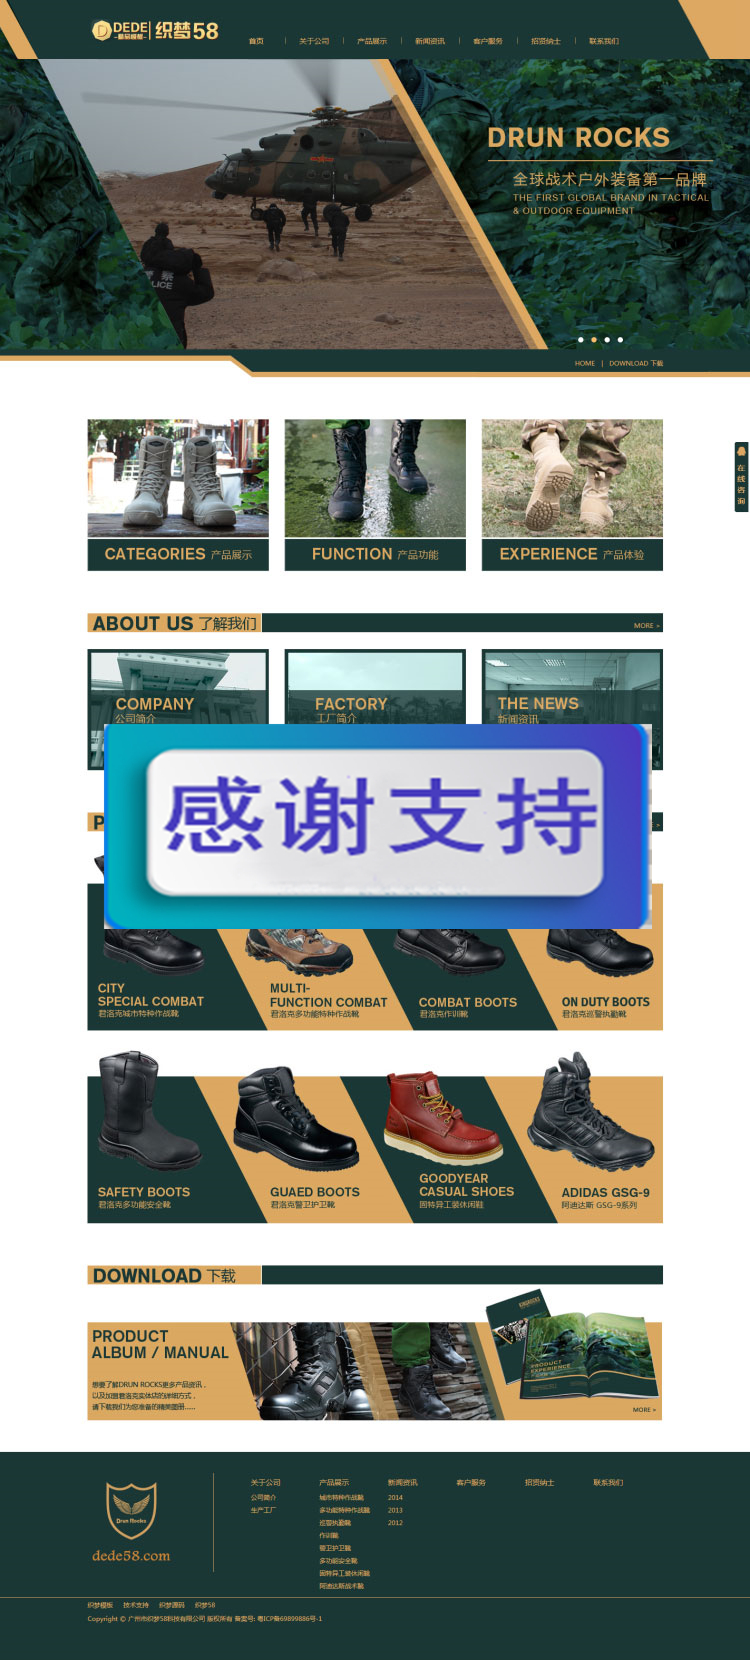 DEDE 织梦58
首页 关于公司 产品展示 新闻资讯 客户服务 招贤纳士 联系我们
DRUN ROCKS
全球战术户外装备第一品牌
THE FIRST GLOBAL BRAND IN TACTICAL
& OUTDOOR EQUIPMENT
HOME | DOWNLOAD 下载
在线咨询
CATEGORIES 产品展示
FUNCTION 产品功能
EXPERIENCE 产品体验
ABOUT US 了解我们
MORE >
COMPANY
公司简介
FACTORY
工厂简介
THE NEWS
新闻资讯
感谢支持
CITY
SPECIAL COMBAT
君洛克城市特种作战靴
MULTI-
FUNCTION COMBAT
君洛克多功能特种作战靴
COMBAT BOOTS
君洛克作训靴
ON DUTY BOOTS
君洛克巡警执勤靴
SAFETY BOOTS
君洛克多功能安全靴
GUAED BOOTS
君洛克警卫护卫靴
GOODYEAR
CASUAL SHOES
固特异工装休闲鞋
ADIDAS GSG-9
阿迪达斯 GSG-9系列
DOWNLOAD 下载
PRODUCT
ALBUM / MANUAL
想要了解DRUN ROCKS更多产品资讯，
以及加盟君洛克实体店的详细方式，
请下载我们为您准备的精美图册......
PRODUCT
EXPERIENCE
MORE >
Drun Rocks
dede58.com
关于公司
公司简介
生产工厂
产品展示
城市特种作战靴
多功能特种作战靴
巡警执勤靴
作训靴
警卫护卫靴
多功能安全靴
固特异工装休闲靴
阿迪达斯战术靴
新闻资讯
2014
2013
2012
客户服务
招贤纳士
联系我们
织梦模板 技术支持 织梦源码 织梦58
Copyright © 广州市织梦58科技有限公司 版权所有 备案号: 粤ICP备69899886号-1